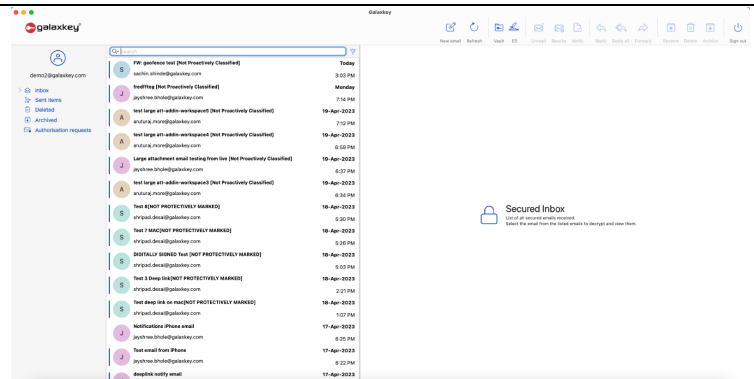 Galaxkey
galaxkey
New email Refresh Vault ES Unread Revoke Verify Reply Reply all Forward Restore Delete Archive Sign out
demo2@galaxkey.com
Inbox
Sent items
Deleted
Archived
Authorisation requests
Search
FW: geofence test [Not Proactively Classified] Today
S
sachin.shinde@galaxkey.com 3:03 PM
fredffteg [Not Proactively Classified] Monday
J
jayshree.bhole@galaxkey.com 7:14 PM
test large att-addin-workspace5 [Not Proactively Classified] 19-Apr-2023
A
aruturaj.more@galaxkey.com 7:12 PM
test large att-addin-workspace4 [Not Proactively Classified] 19-Apr-2023
A
aruturaj.more@galaxkey.com 6:59 PM
Large attachment email testing from live [Not Proactively Classified] 19-Apr-2023
J
jayshree.bhole@galaxkey.com 6:37 PM
test large att-addin-workspace3 [Not Proactively Classified] 19-Apr-2023
A
aruturaj.more@galaxkey.com 6:34 PM
Test 8[NOT PROTECTIVELY MARKED] 18-Apr-2023
S
shripad.desai@galaxkey.com 5:30 PM
Test 7 MAC[NOT PROTECTIVELY MARKED] 18-Apr-2023
S
shripad.desai@galaxkey.com 5:26 PM
DIGITALLY SIGNED Test [NOT PROTECTIVELY MARKED] 18-Apr-2023
S
shripad.desai@galaxkey.com 5:03 PM
Test 3 Deep link[NOT PROTECTIVELY MARKED] 18-Apr-2023
S
shripad.desai@galaxkey.com 2:21 PM
Test deep link on mac[NOT PROTECTIVELY MARKED] 18-Apr-2023
S
shripad.desai@galaxkey.com 1:07 PM
Notifications iPhone email 17-Apr-2023
J
jayshree.bhole@galaxkey.com 6:25 PM
Test email from iPhone 17-Apr-2023
J
jayshree.bhole@galaxkey.com 6:22 PM
deeplink notify email 17-Apr-2023
Secured Inbox
List of all secured emails received.
Select the email from the listed emails to decrypt and view them.